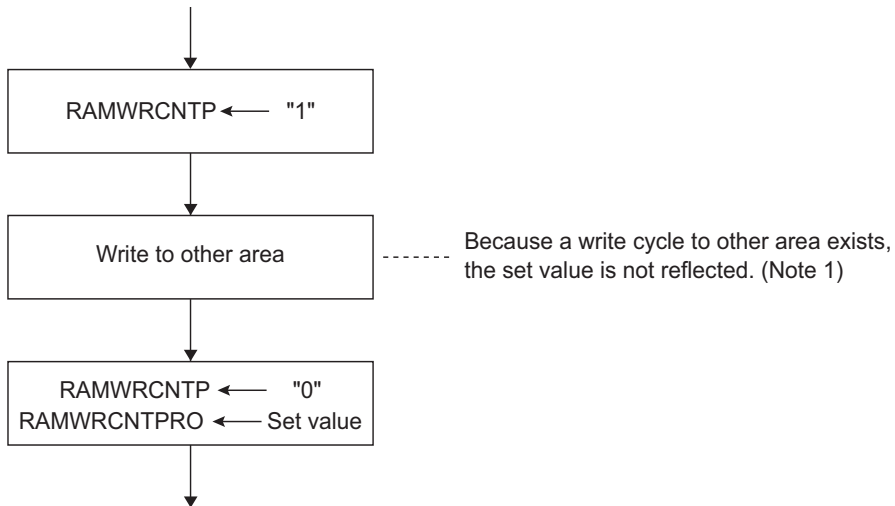 RAMWRCNTP ← "1"
Write to other area
Because a write cycle to other area exists,
the set value is not reflected. (Note 1)
RAMWRCNTP ← "0"
RAMWRCNTPRO ← Set value